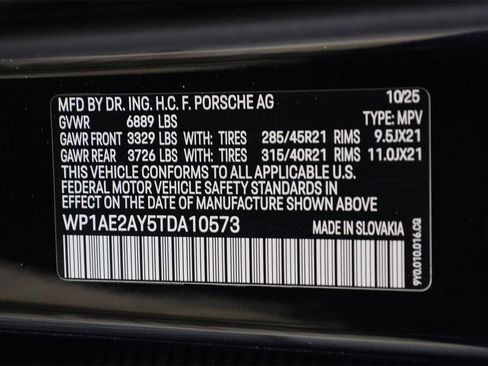 MFD BY DR. ING. H.C. F. PORSCHE AG 10/25
GVWR 6889 LBS TYPE: MPV
GAWR FRONT 3329 LBS WITH: TIRES 285/45R21 RIMS 9.5JX21
GAWR REAR 3726 LBS WITH: TIRES 315/40R21 RIMS 11.0JX21
THIS VEHICLE CONFORMS TO ALL APPLICABLE U.S.
FEDERAL MOTOR VEHICLE SAFETY STANDARDS IN
EFFECT ON THE DATE OF MANUFACTURE SHOWN ABOVE
WP1AE2AY5TDA10573 MADE IN SLOVAKIA
9Y0.010.016.CQ